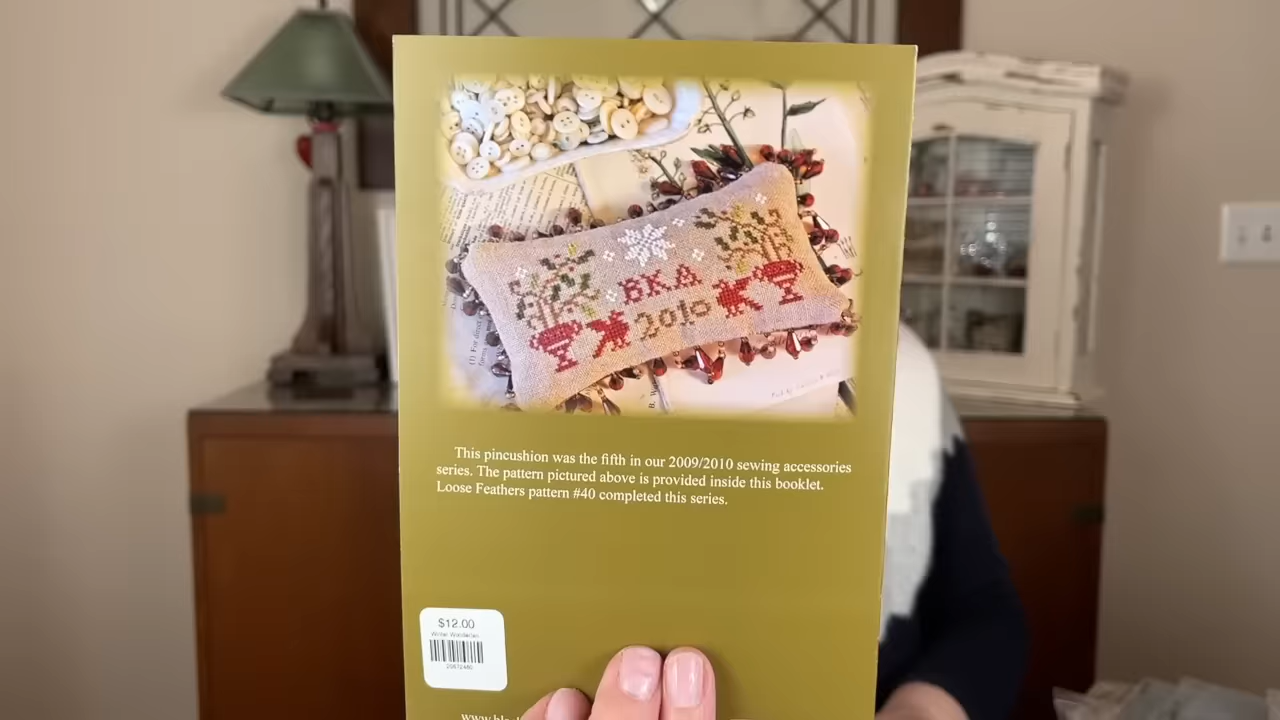 BKA
2010
This pincushion was the fifth in our 2009/2010 sewing accessories
series. The pattern pictured above is provided inside this booklet.
Loose Feathers pattern #40 completed this series.
$12.00